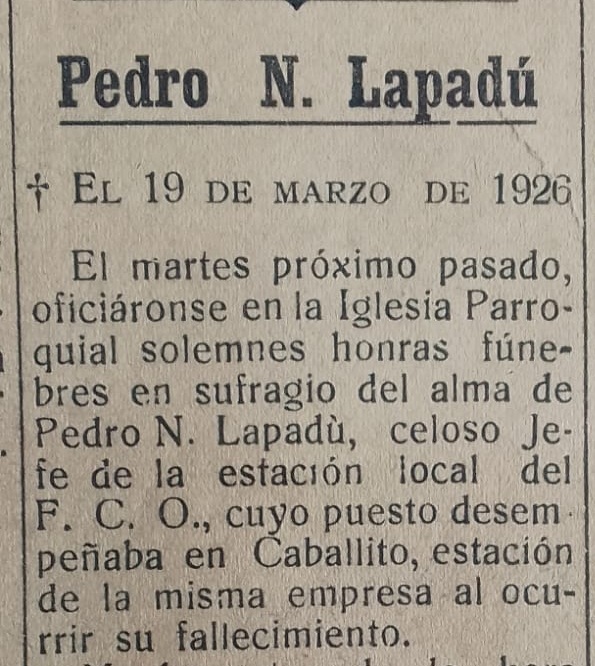 Pedro N. Lapadú
† EL 19 DE MARZO DE 1926
El martes próximo pasado,
oficiáronse en la Iglesia Parro-
quial solemnes honras fúne-
bres en sufragio del alma de
Pedro N. Lapadù, celoso Je-
fe de la estación local del
F. C. O., cuyo puesto desem-
peñaba en Caballito, estación
de la misma empresa al ocu-
rrir su fallecimiento.